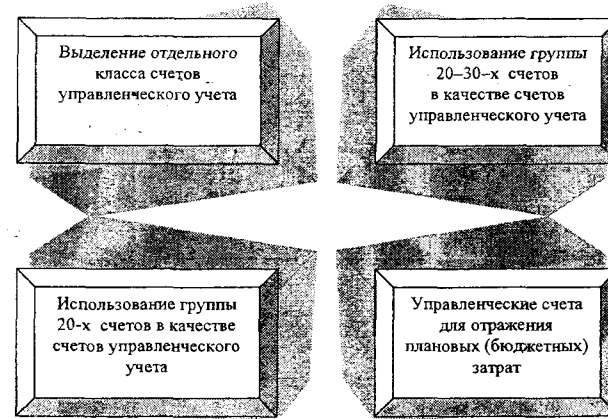 Выделение отдельного
класса счетов
управленческого учета
Использование группы
20–30–х счетов
в качестве счетов
управленческого учета
Использование группы
20-х счетов в качестве
счетов управленческого
учета
Управленческие счета
для отражения
плановых (бюджетных)
затрат